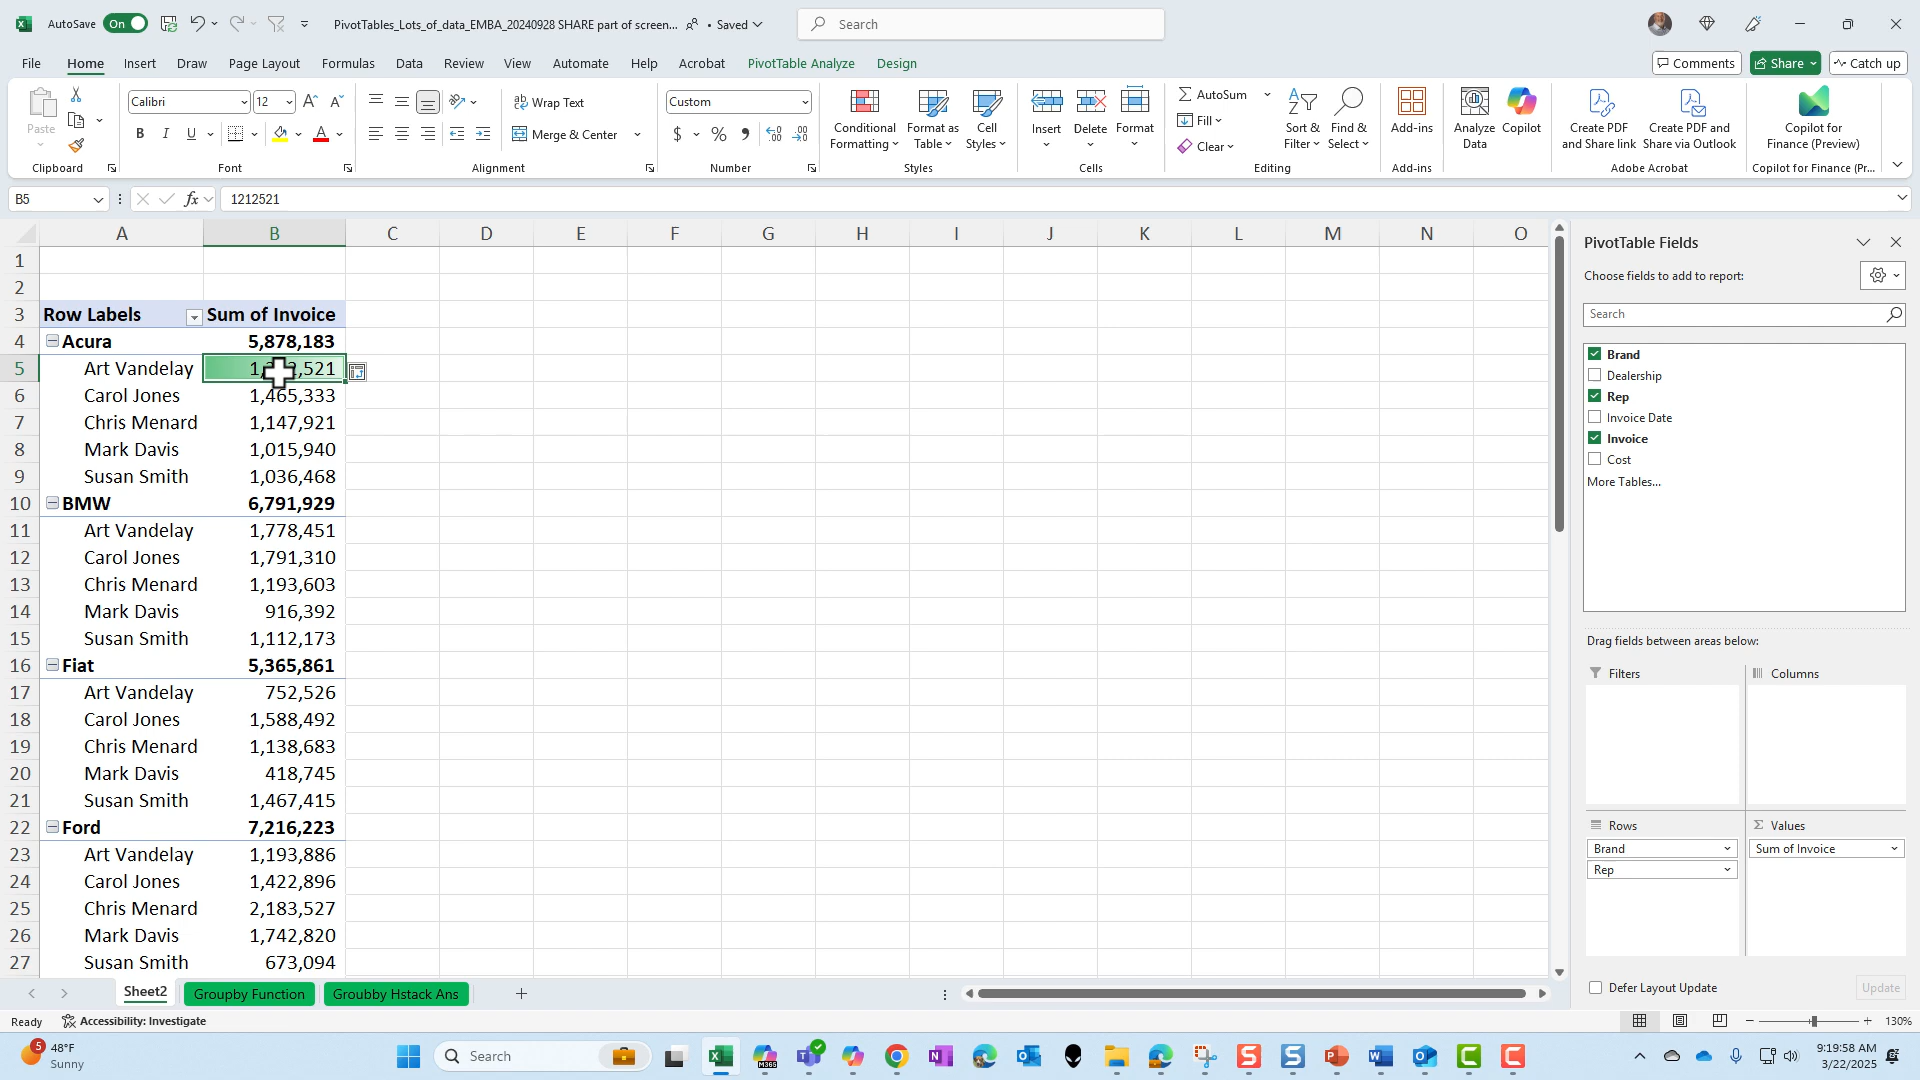 AutoSave On PivotTables_Lots_of_data_EMBA_20240928 SHARE part of screen... • Saved Search
File Home Insert Draw Page Layout Formulas Data Review View Automate Help Acrobat PivotTable Analyze Design Comments Share Catch up
Paste Calibri 12 Wrap Text Custom AutoSum
Merge & Center Fill Clear
Conditional Formatting Format as Table Cell Styles Insert Delete Format Sort & Filter Find & Select Add-ins Analyze Data Copilot Create PDF and Share link Create PDF and Share via Outlook Copilot for Finance (Preview)
Clipboard Font Alignment Number Styles Cells Editing Add-ins Adobe Acrobat Copilot for Finance (Pr...
B5 fx 1212521
A B C D E F G H I J K L M N O
1
2
3 Row Labels Sum of Invoice
4 Acura 5,878,183
5 Art Vandelay
6 Carol Jones 1,465,333
7 Chris Menard 1,147,921
8 Mark Davis 1,015,940
9 Susan Smith 1,036,468
10 BMW 6,791,929
11 Art Vandelay 1,778,451
12 Carol Jones 1,791,310
13 Chris Menard 1,193,603
14 Mark Davis 916,392
15 Susan Smith 1,112,173
16 Fiat 5,365,861
17 Art Vandelay 752,526
18 Carol Jones 1,588,492
19 Chris Menard 1,138,683
20 Mark Davis 418,745
21 Susan Smith 1,467,415
22 Ford 7,216,223
23 Art Vandelay 1,193,886
24 Carol Jones 1,422,896
25 Chris Menard 2,183,527
26 Mark Davis 1,742,820
27 Susan Smith 673,094
PivotTable Fields
Choose fields to add to report:
Search
Brand
Dealership
Rep
Invoice Date
Invoice
Cost
More Tables...
Drag fields between areas below:
Filters Columns
Rows Values
Brand Sum of Invoice
Rep
Defer Layout Update Update
Sheet2 Groupby Function Groubby Hstack Ans
Ready Accessibility: Investigate 130%
5 48°F
Sunny
Search
M365
9:19:58 AM
3/22/2025